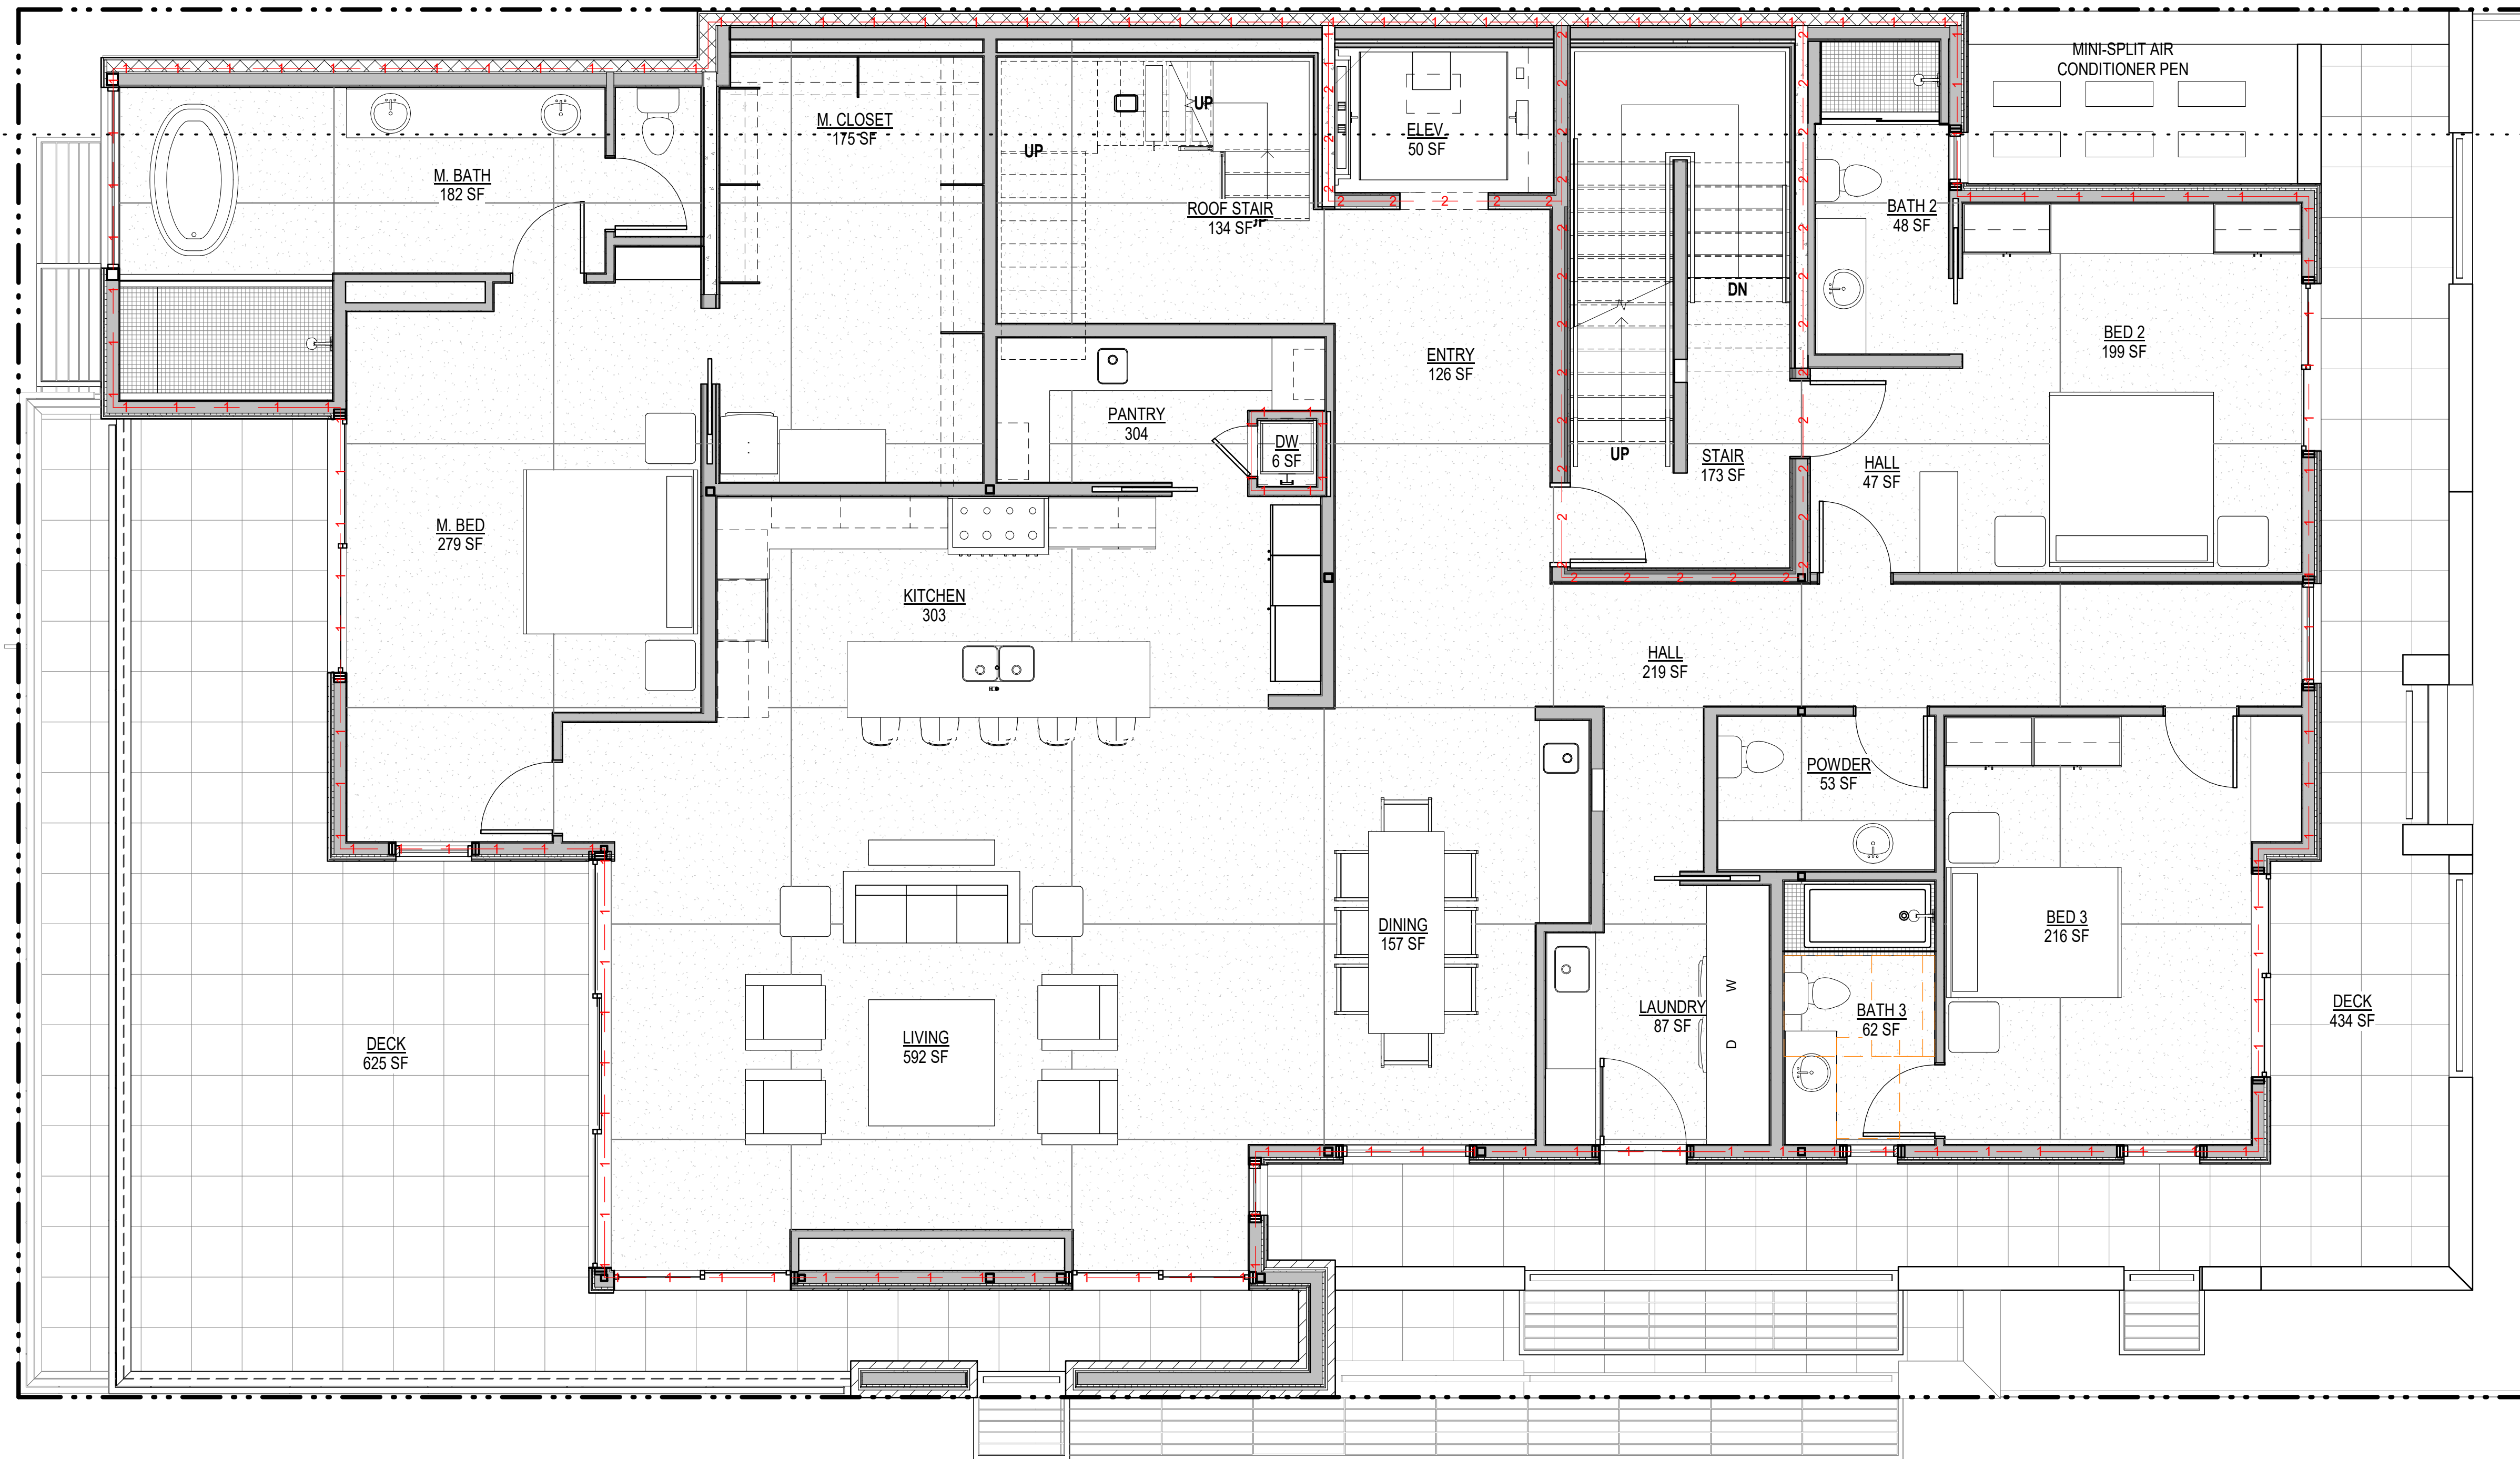 MINI-SPLIT AIR
CONDITIONER PEN
M. CLOSET
175 SF
UP
UP
ELEV.
50 SF
M. BATH
182 SF
ROOF STAIR
134 SF
BATH 2
48 SF
DN
BED 2
199 SF
ENTRY
126 SF
PANTRY
304
DW
6 SF
UP
STAIR
173 SF
HALL
47 SF
M. BED
279 SF
KITCHEN
303
HALL
219 SF
POWDER
53 SF
DINING
157 SF
BED 3
216 SF
LAUNDRY
87 SF
W
D
BATH 3
62 SF
DECK
434 SF
LIVING
592 SF
DECK
625 SF